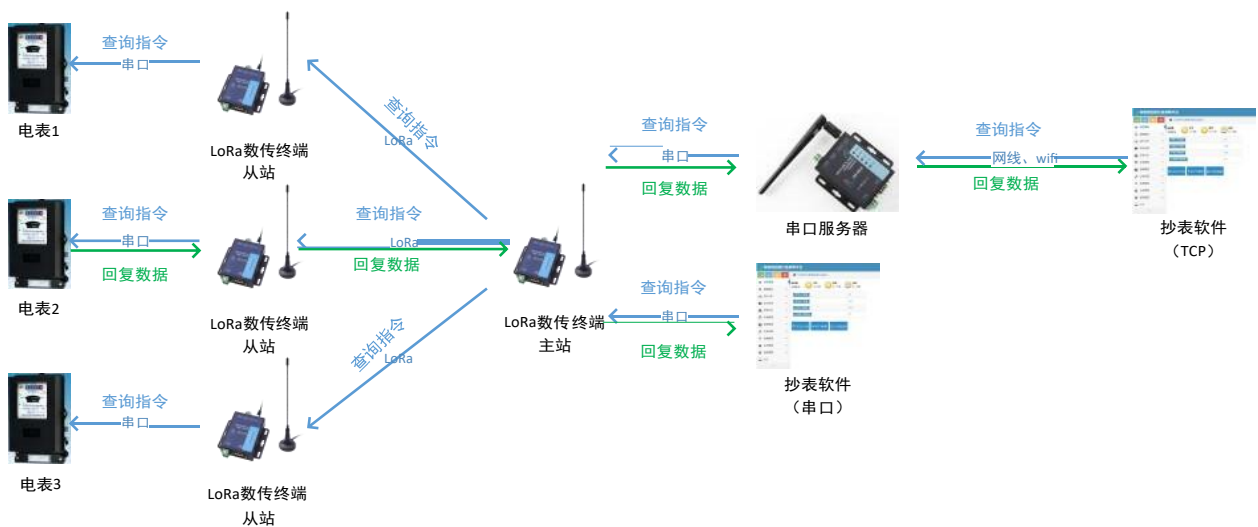 查询指令
串口
电表1
LoRa数传终端
从站
查询指令
LoRa
查询指令
串口
回复数据
电表2
LoRa数传终端
从站
查询指令
LoRa
回复数据
LoRa数传终端
主站
查询指令
LoRa
查询指令
串口
电表3
LoRa数传终端
从站
查询指令
串口
回复数据
串口服务器
查询指令
网线、wifi
回复数据
抄表软件
（TCP）
查询指令
串口
回复数据
抄表软件
（串口）